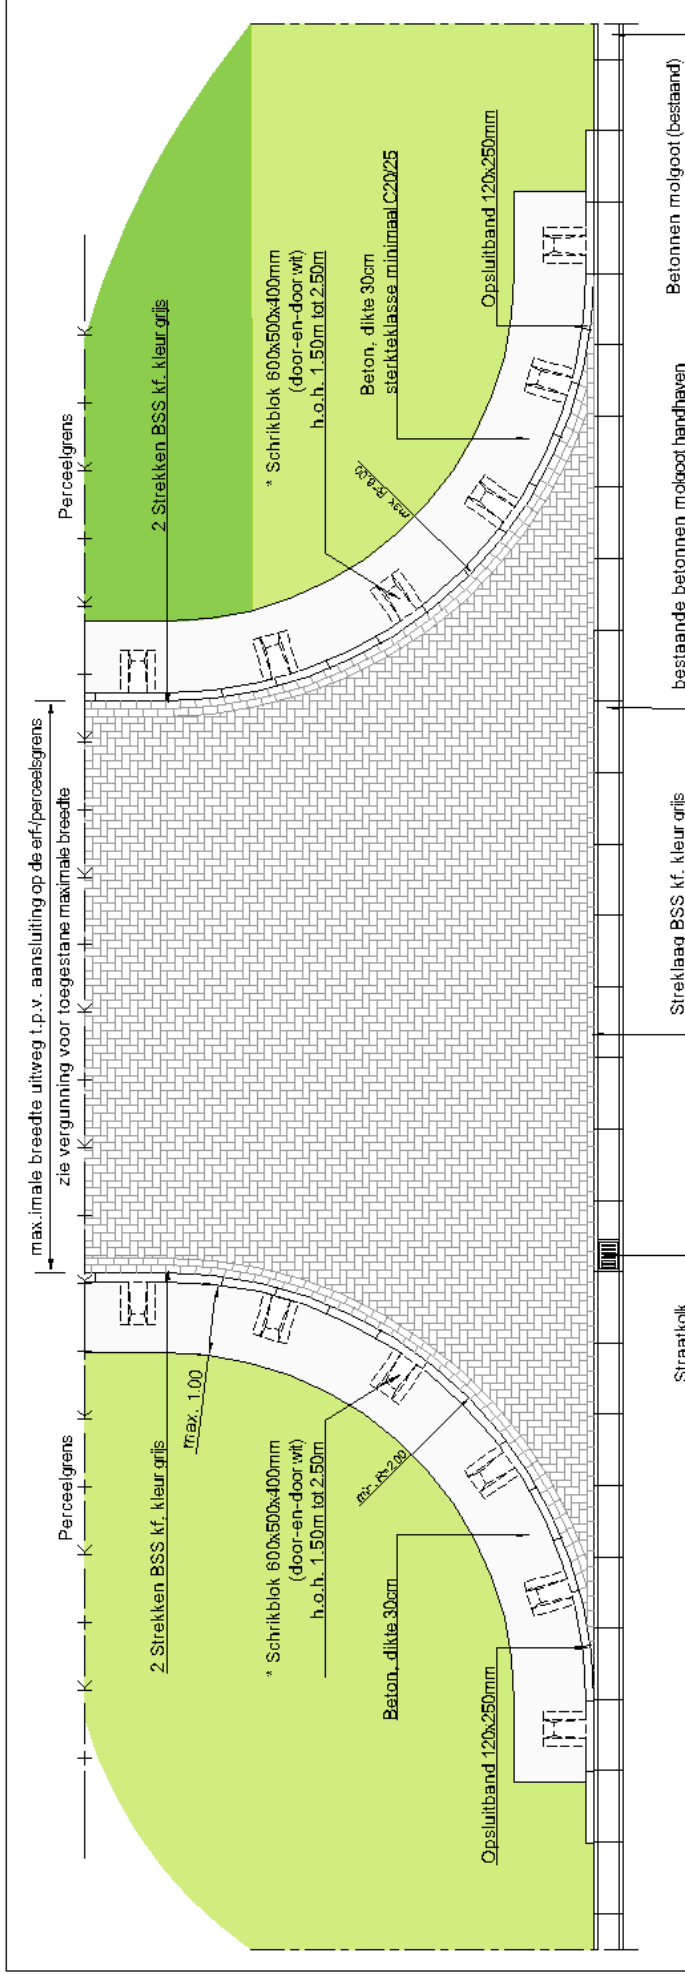 max.imale breedte uitweg t.p.v. aansluiting op de erf-/perceelsgrens
zie vergunning voor toegestane maximale breedte
Perceelgrens
Perceelgrens
2 Strekken BSS kf. kleur grijs
max. 1.00
* Schrikblok 600x500x400mm
(door-en-door wit)
h.o.h. 1.50m tot 2.50m
min. R=2.00
Beton, dikte 30cm
Opsluitband 120x250mm
2 Strekken BSS kf. kleur grijs
* Schrikblok 600x500x400mm
(door-en-door wit)
h.o.h. 1.50m tot 2.50m
max. R=8.00
Beton, dikte 30cm
sterkteklasse minimaal C20/25
Opsluitband 120x250mm
Straatkolk
Streklaag BSS kf. kleur grijs
bestaande betonnen molgoot handhaven
Betonnen molgoot (bestaand)